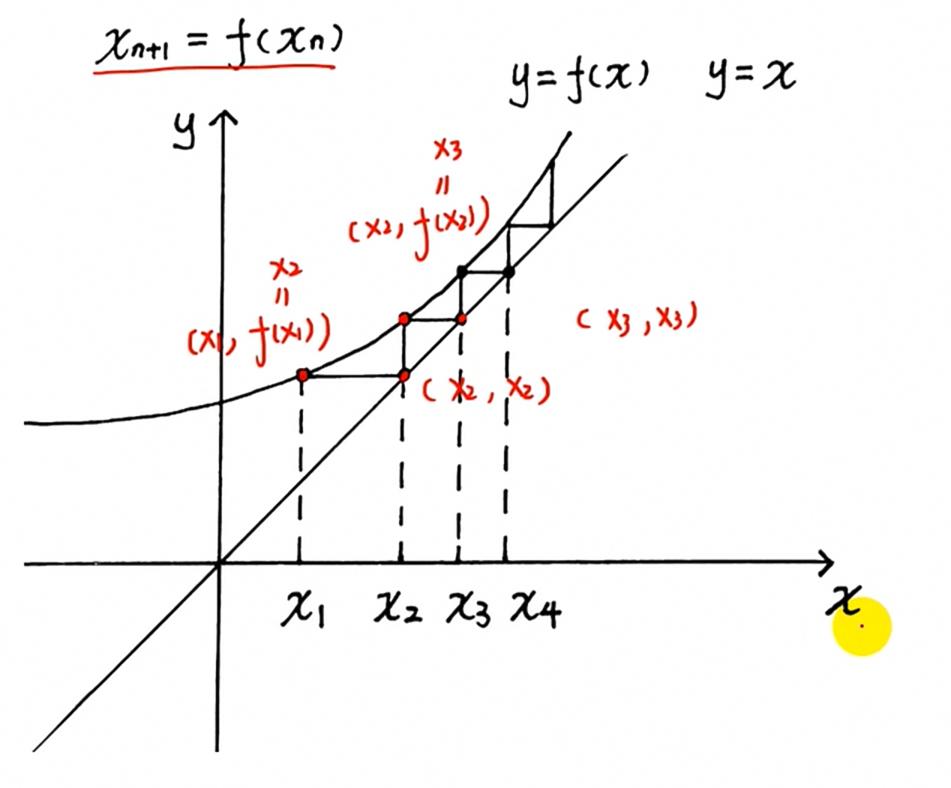 xₙ₊₁ = f(xₙ)
y = f(x)  y = x
y
x₃
=
(x₂, f(x₂))
x₂
=
(x₁, f(x₁))
(x₃, x₃)
(x₂, x₂)
x₁ x₂ x₃ x₄
x